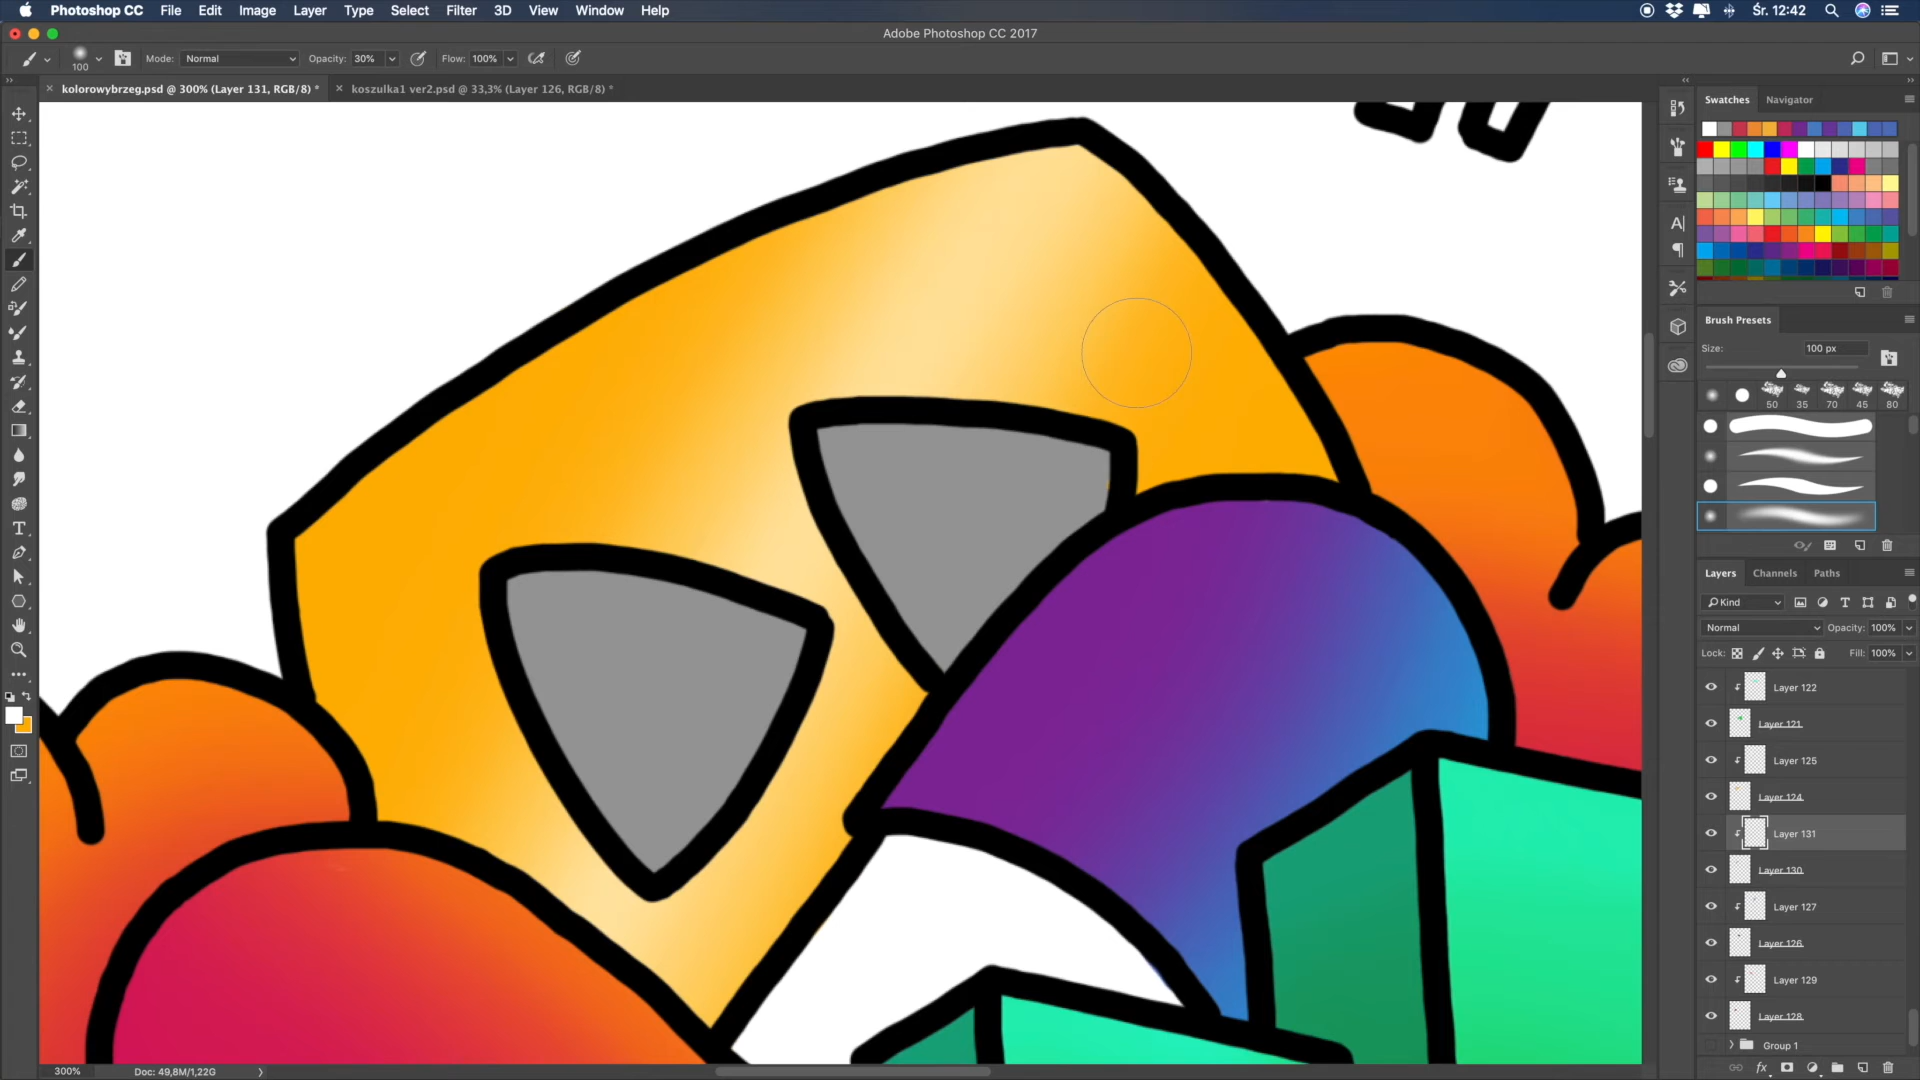 Photoshop CC File Edit Image Layer Type Select Filter 3D View Window Help Śr. 12:42
Adobe Photoshop CC 2017
100 Mode: Normal Opacity: 30% Flow: 100%
kolorowybrzeg.psd @ 300% (Layer 131, RGB/8) * koszulka1 ver2.psd @ 33,3% (Layer 126, RGB/8) *
Swatches Navigator
Brush Presets
Size: 100 px
50 35 70 45 80
Layers Channels Paths
Kind
Normal Opacity: 100%
Lock: Fill: 100%
Layer 122
Layer 121
Layer 125
Layer 124
Layer 131
Layer 130
Layer 127
Layer 126
Layer 129
Layer 128
Group 1
300% Doc: 49,8M/1,22G